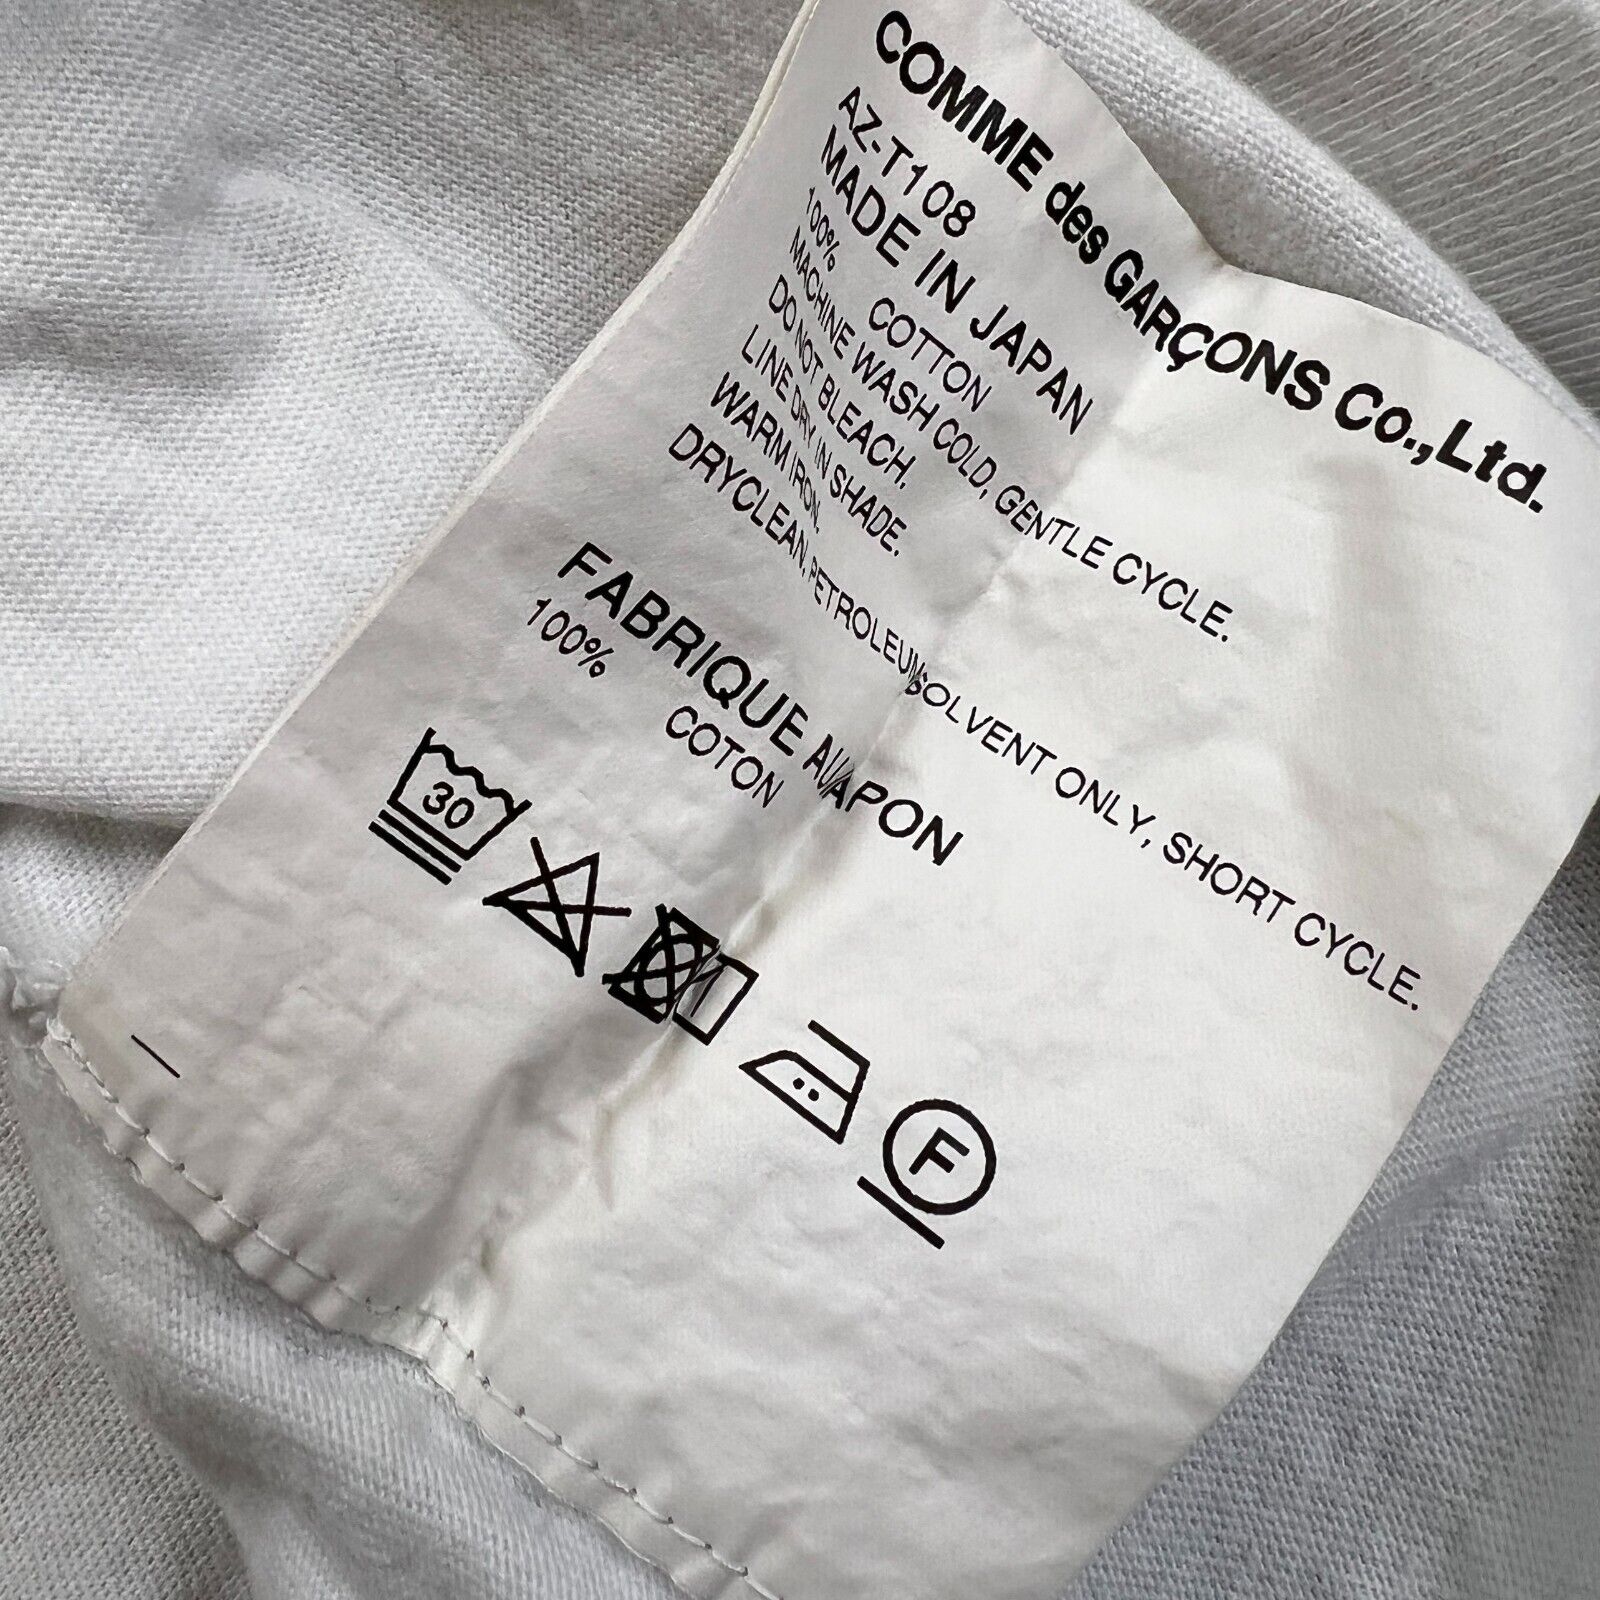 COMME des GARÇONS Co.,Ltd.
AZ-T108
MADE IN JAPAN
100% COTTON
MACHINE WASH COLD, GENTLE CYCLE.
DO NOT BLEACH.
LINE DRY IN SHADE.
WARM IRON.
DRYCLEAN, PETROLEUM SOLVENT ONLY, SHORT CYCLE.
FABRIQUE AU JAPON
100% COTON
30
F